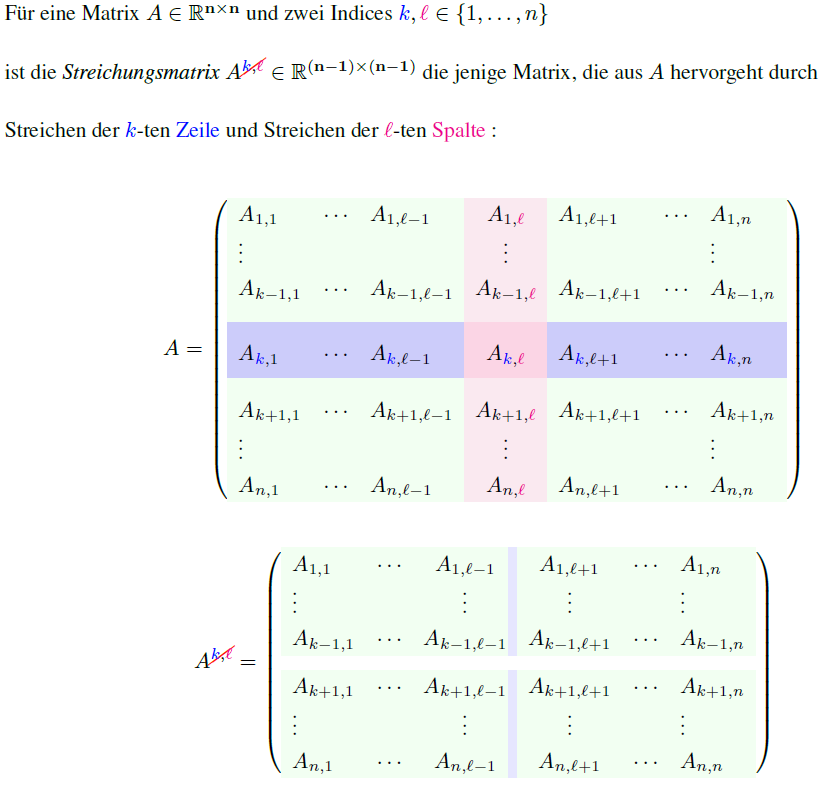 Für eine Matrix A ∈ ℝⁿˣⁿ und zwei Indices k, ℓ ∈ {1, . . . , n}
ist die Streichungsmatrix A^{k̸,ℓ̸} ∈ ℝ^{(n−1)×(n−1)} die jenige Matrix, die aus A hervorgeht durch
Streichen der k-ten Zeile und Streichen der ℓ-ten Spalte :
A_{1,1} ⋯ A_{1,ℓ−1} A_{1,ℓ} A_{1,ℓ+1} ⋯ A_{1,n}
⋮ ⋮ ⋮
A_{k−1,1} ⋯ A_{k−1,ℓ−1} A_{k−1,ℓ} A_{k−1,ℓ+1} ⋯ A_{k−1,n}
A = A_{k,1} ⋯ A_{k,ℓ−1} A_{k,ℓ} A_{k,ℓ+1} ⋯ A_{k,n}
A_{k+1,1} ⋯ A_{k+1,ℓ−1} A_{k+1,ℓ} A_{k+1,ℓ+1} ⋯ A_{k+1,n}
⋮ ⋮ ⋮
A_{n,1} ⋯ A_{n,ℓ−1} A_{n,ℓ} A_{n,ℓ+1} ⋯ A_{n,n}
A_{1,1} ⋯ A_{1,ℓ−1} A_{1,ℓ+1} ⋯ A_{1,n}
⋮ ⋮ ⋮ ⋮
A_{k−1,1} ⋯ A_{k−1,ℓ−1} A_{k−1,ℓ+1} ⋯ A_{k−1,n}
A^{k̸,ℓ̸} =
A_{k+1,1} ⋯ A_{k+1,ℓ−1} A_{k+1,ℓ+1} ⋯ A_{k+1,n}
⋮ ⋮ ⋮ ⋮
A_{n,1} ⋯ A_{n,ℓ−1} A_{n,ℓ+1} ⋯ A_{n,n}